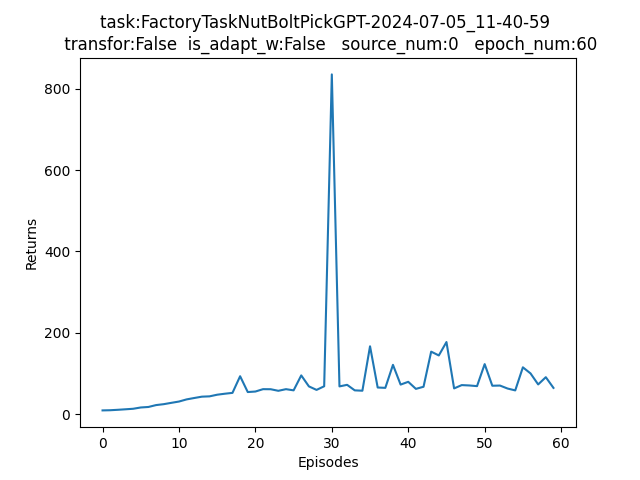 task:FactoryTaskNutBoltPickGPT-2024-07-05_11-40-59
transfor:False  is_adapt_w:False   source_num:0   epoch_num:60
800
600
400
200
0
Returns
0 10 20 30 40 50 60
Episodes